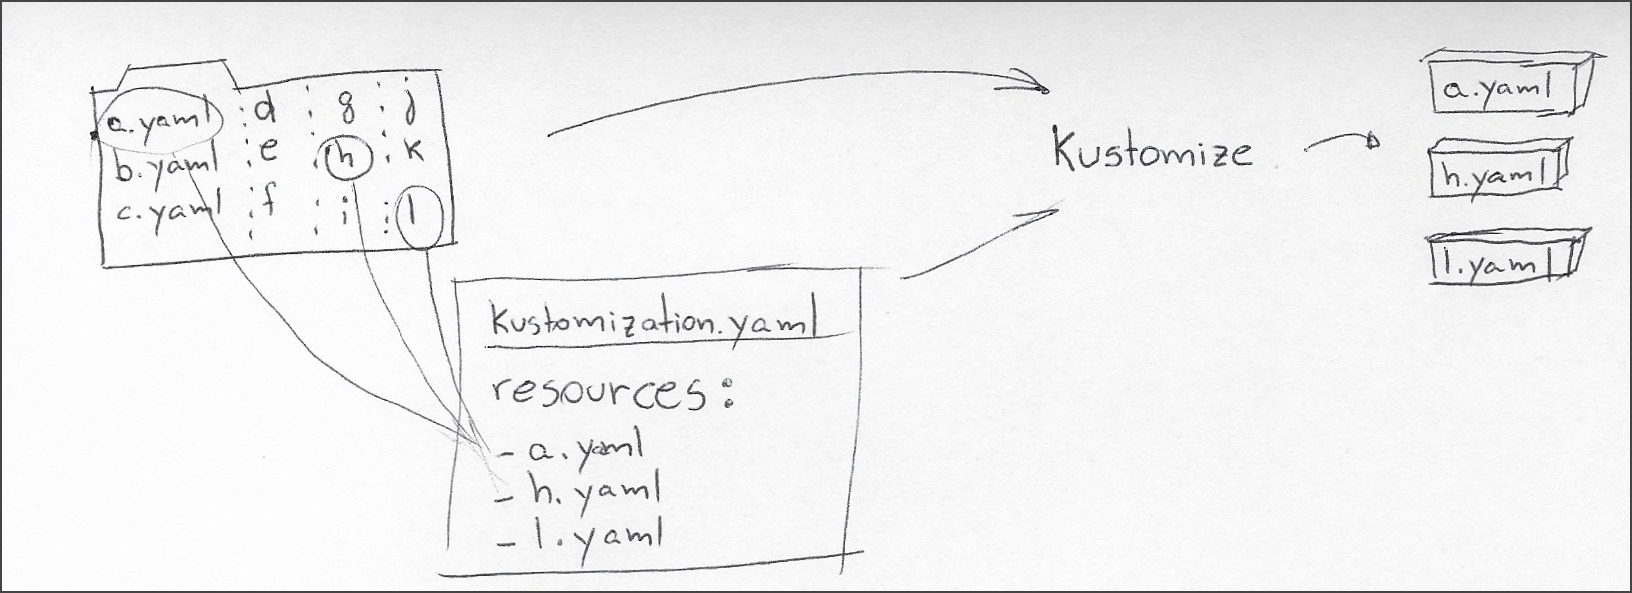 a.yaml d g j
b.yaml e h k
c.yaml f i l
Kustomization.yaml
resources:
- a.yaml
- h.yaml
- l.yaml
Kustomize
a.yaml
h.yaml
l.yaml